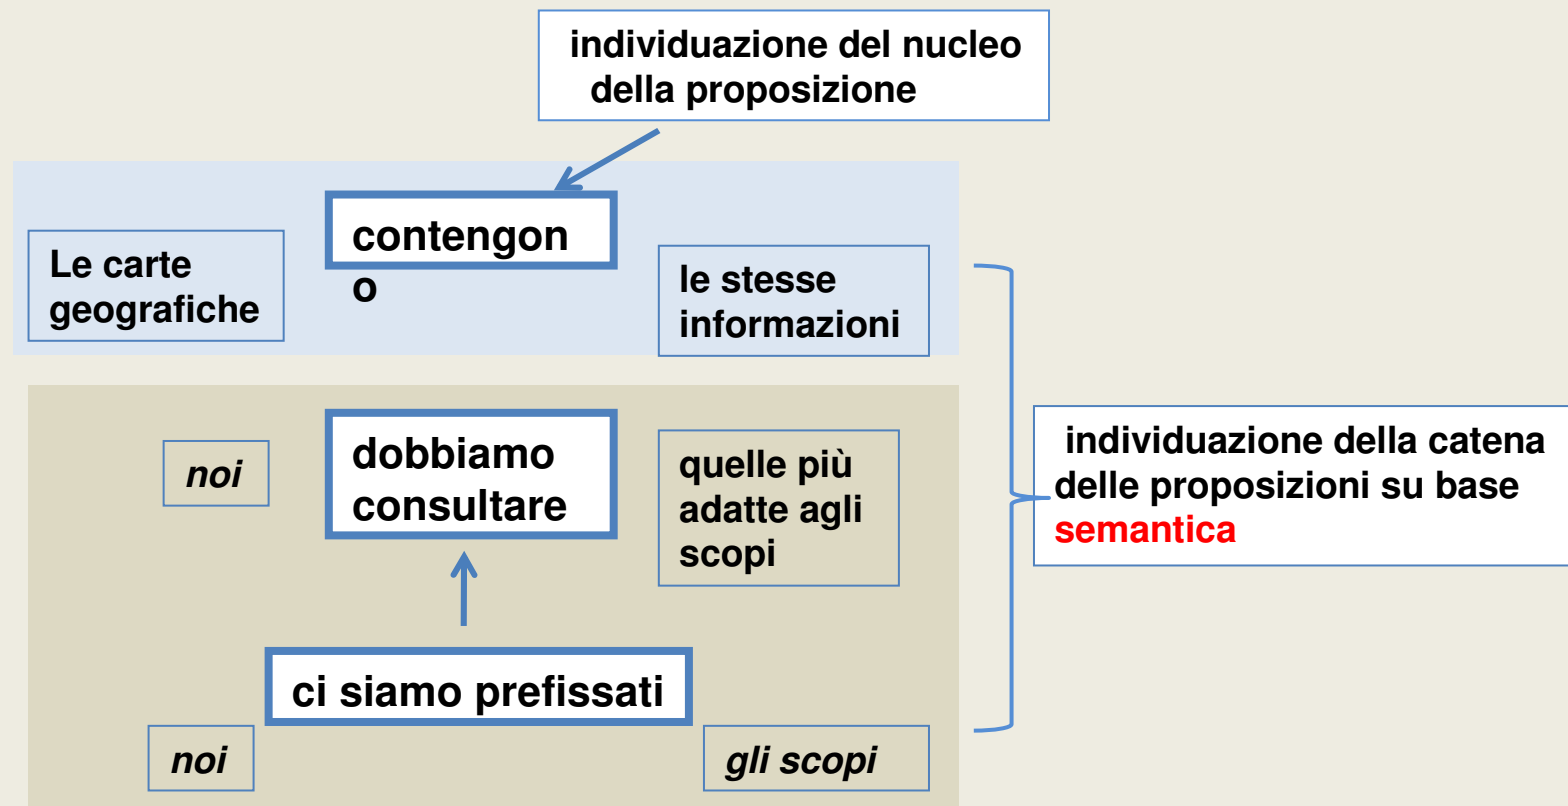 individuazione del nucleo
della proposizione
Le carte
geografiche
contengon
o
le stesse
informazioni
noi
dobbiamo
consultare
quelle più
adatte agli
scopi
ci siamo prefissati
noi
gli scopi
individuazione della catena
delle proposizioni su base
semantica